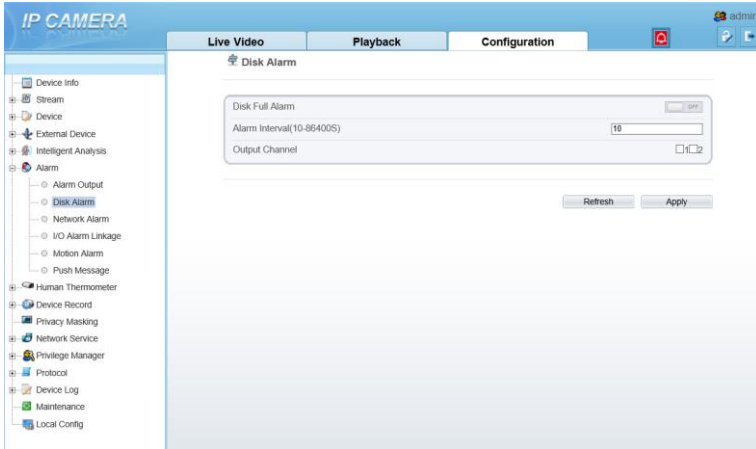 IP CAMERA
admin
Live Video Playback Configuration
Disk Alarm
Device Info
Stream
Device
External Device
Intelligent Analysis
Alarm
Alarm Output
Disk Alarm
Network Alarm
I/O Alarm Linkage
Motion Alarm
Push Message
Human Thermometer
Device Record
Privacy Masking
Network Service
Privilege Manager
Protocol
Device Log
Maintenance
Local Config
Disk Full Alarm OFF
Alarm Interval(10-86400S) 10
Output Channel 1 2
Refresh Apply